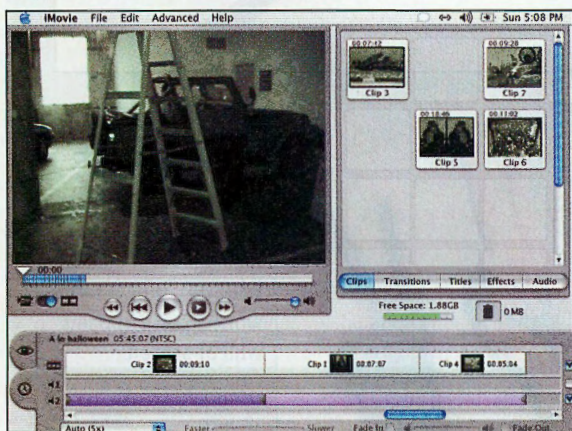 iMovie File Edit Advanced Help Sun 5:08 PM
00:07:12
Clip 3
00:09:28
Clip 7
00:18:46
Clip 5
00:11:02
Clip 6
00:00
Clips Transitions Titles Effects Audio
Free Space: 1.88GB
0 MB
A in halloween 05:45:07 (NTSC)
Clip 2 00:09:10 Clip 1 00:07:07 Clip 4 00:05:04
1
2
Auto (5x) Faster Slower Fade In Fade Out